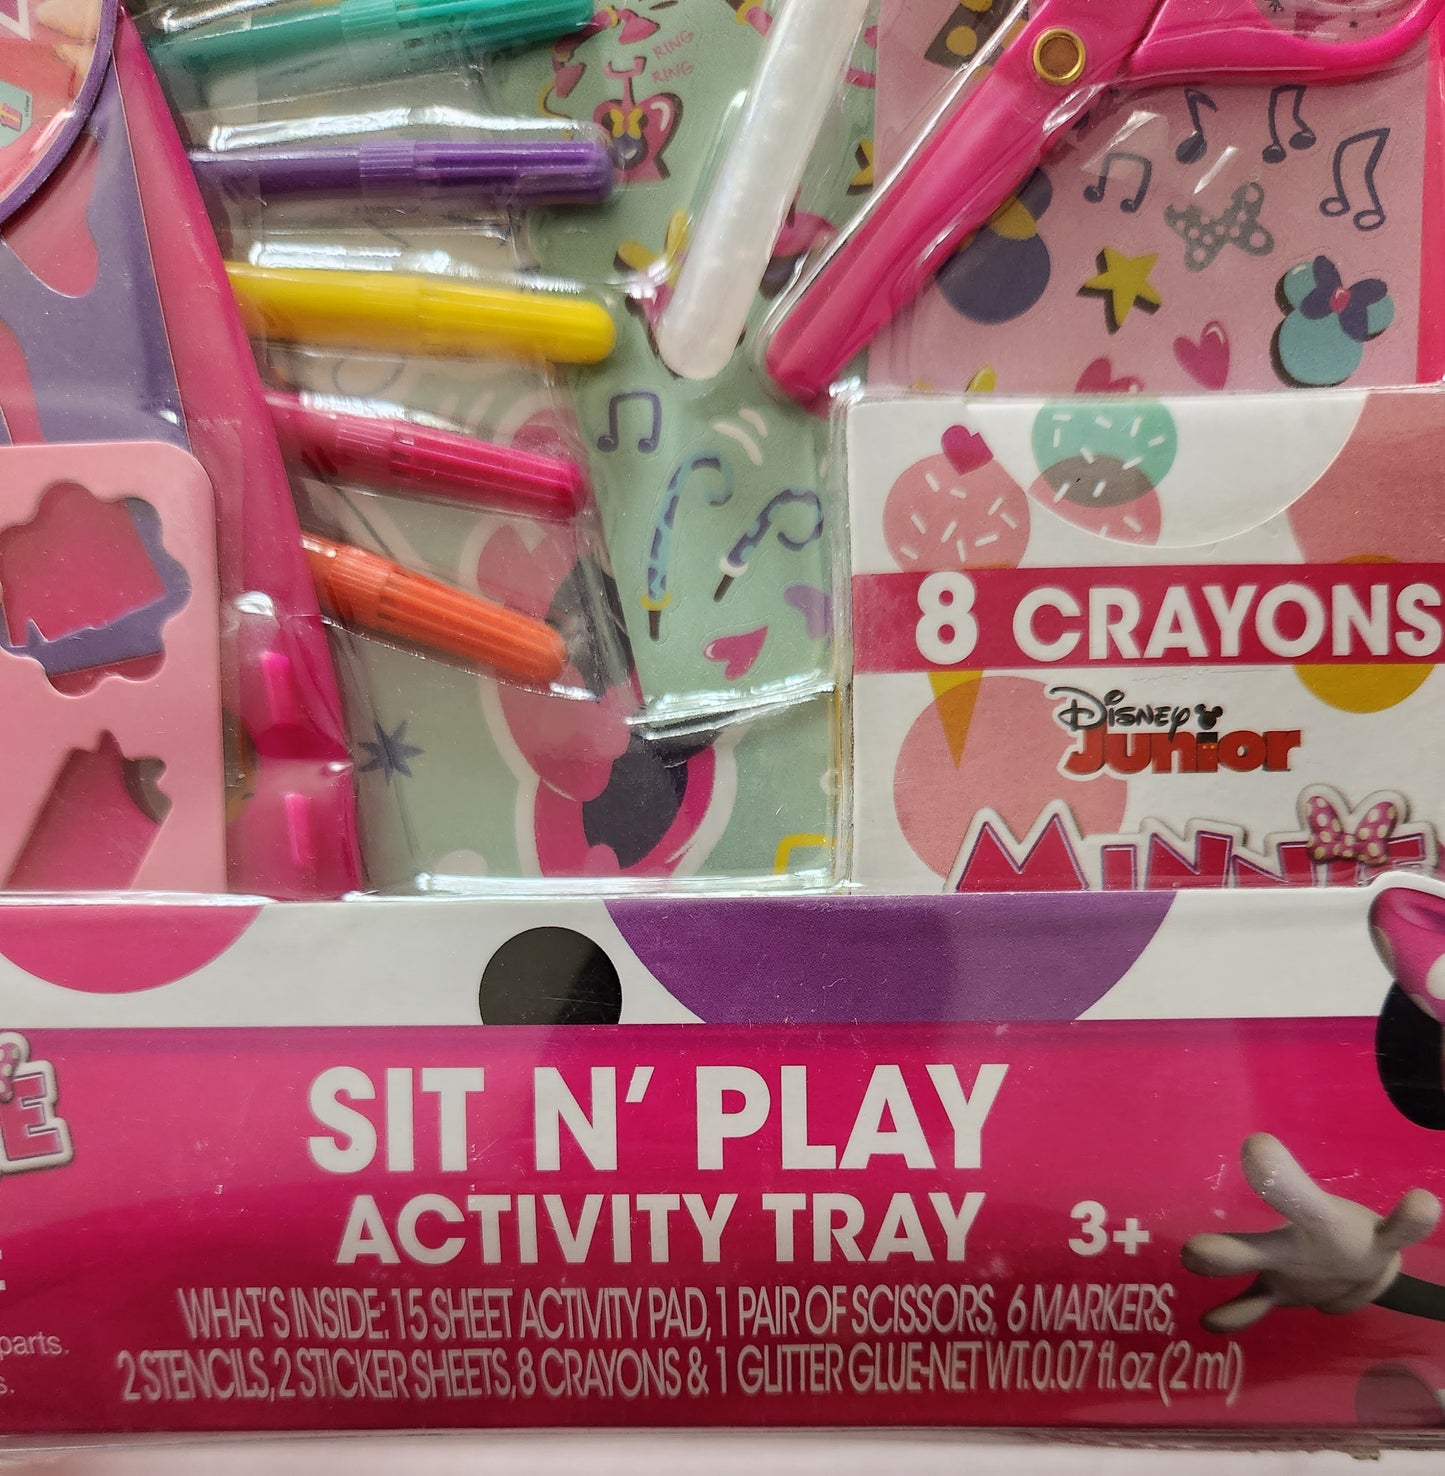 RING
RING
8 CRAYONS
Disney
Junior
MINNIE
SIT N' PLAY
ACTIVITY TRAY
3+
WHAT'S INSIDE: 15 SHEET ACTIVITY PAD, 1 PAIR OF SCISSORS, 6 MARKERS,
2 STENCILS, 2 STICKER SHEETS, 8 CRAYONS & 1 GLITTER GLUE-NET WT. 0.07 fl. oz (2 ml)
parts.